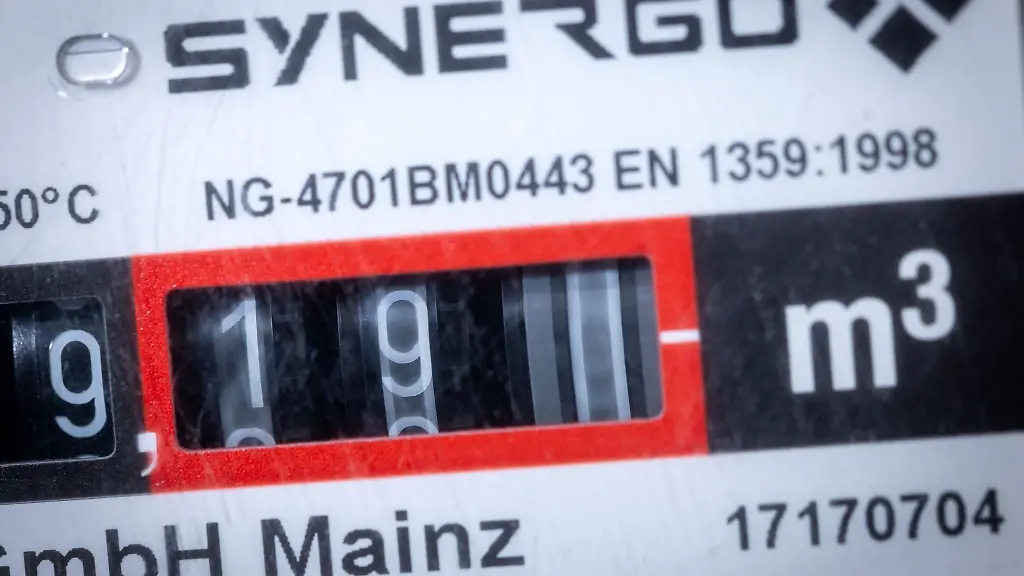 SYNERGO
50°C NG-4701BM0443 EN 1359:1998
9,19 m³
GmbH Mainz 17170704